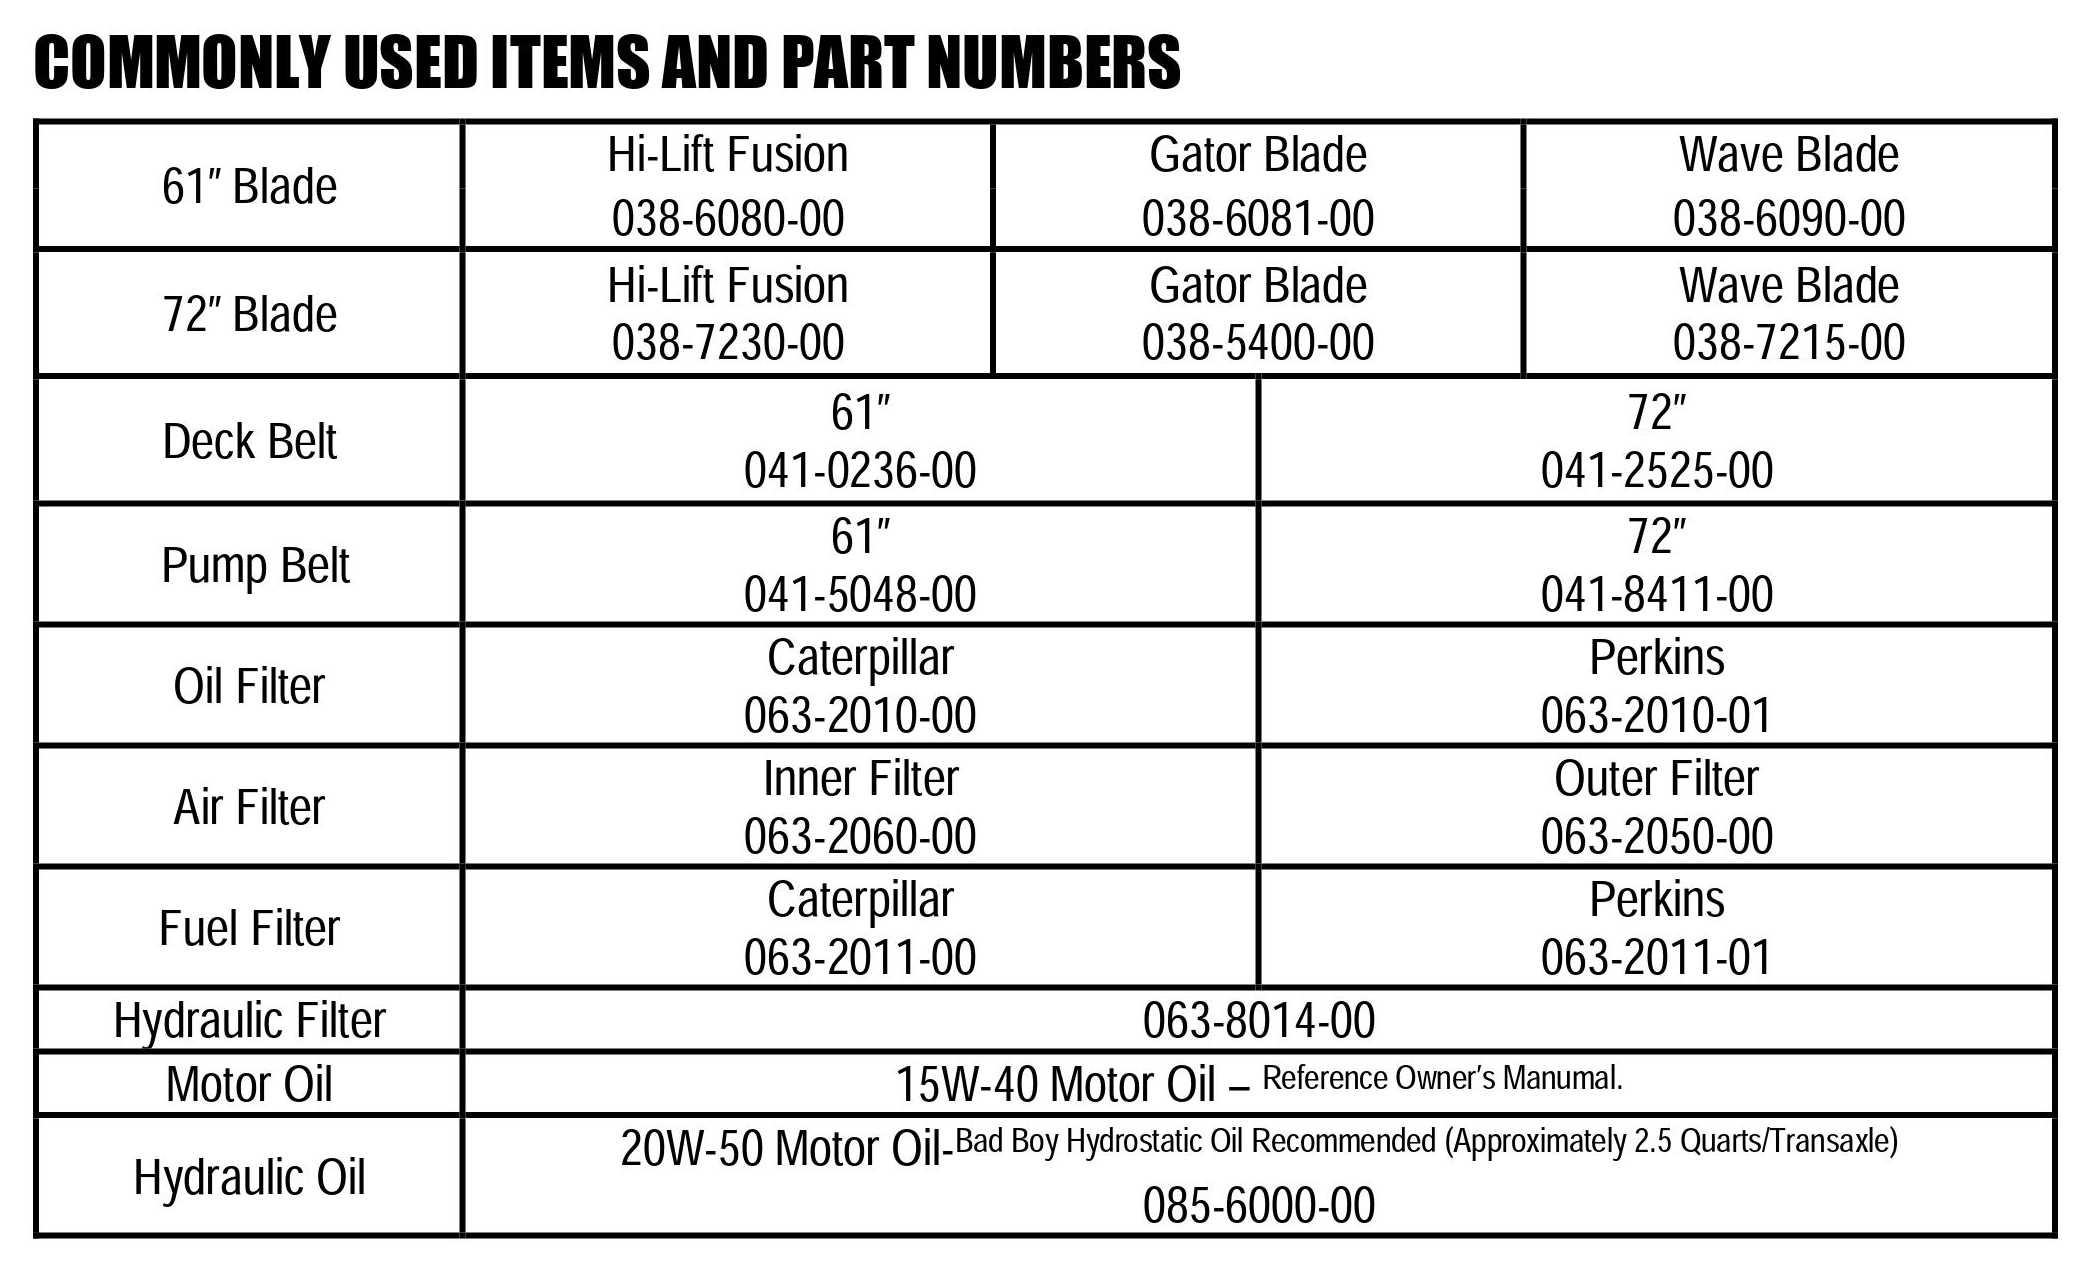 COMMONLY USED ITEMS AND PART NUMBERS
61″ Blade
Hi-Lift Fusion
038-6080-00
Gator Blade
038-6081-00
Wave Blade
038-6090-00
72″ Blade
Hi-Lift Fusion
038-7230-00
Gator Blade
038-5400-00
Wave Blade
038-7215-00
Deck Belt
61″
041-0236-00
72″
041-2525-00
Pump Belt
61″
041-5048-00
72″
041-8411-00
Oil Filter
Caterpillar
063-2010-00
Perkins
063-2010-01
Air Filter
Inner Filter
063-2060-00
Outer Filter
063-2050-00
Fuel Filter
Caterpillar
063-2011-00
Perkins
063-2011-01
Hydraulic Filter
063-8014-00
Motor Oil
15W-40 Motor Oil – Reference Owner’s Manumal.
Hydraulic Oil
20W-50 Motor Oil-Bad Boy Hydrostatic Oil Recommended (Approximately 2.5 Quarts/Transaxle)
085-6000-00